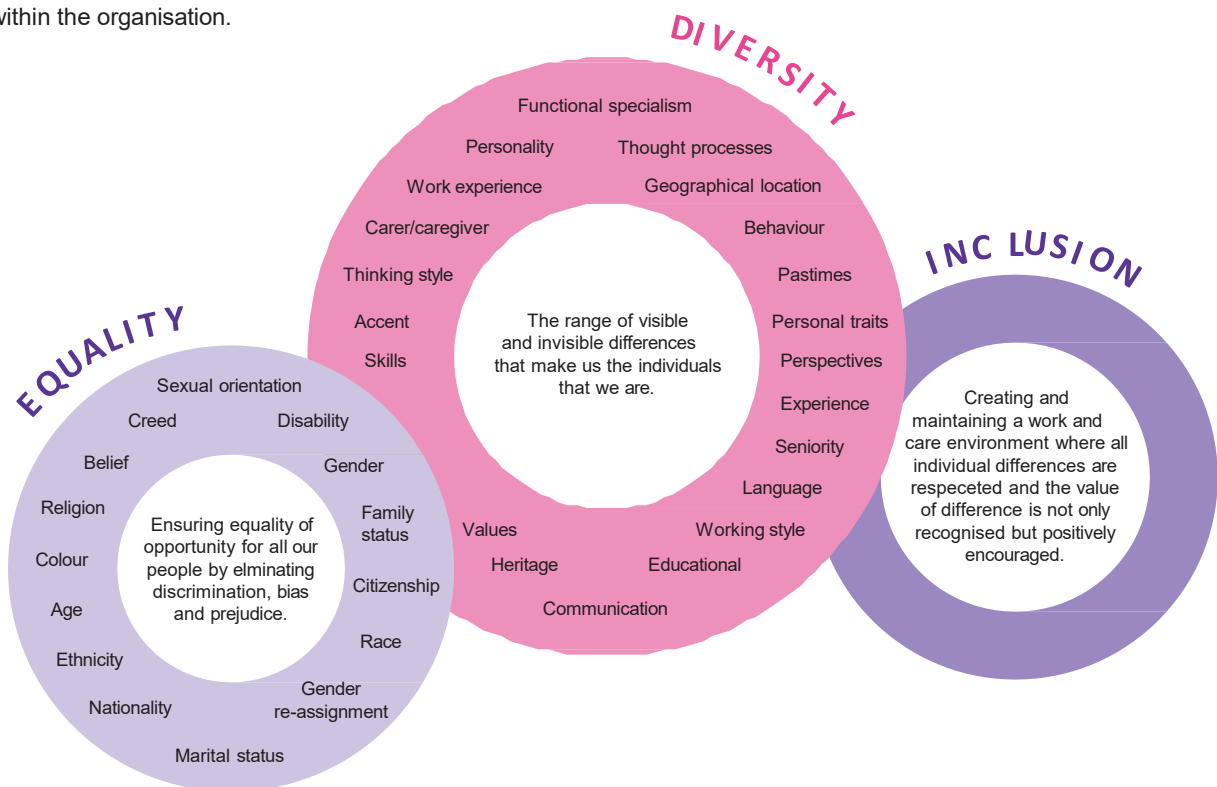 within the organisation.
DIVERSITY
Functional specialism
Personality
Thought processes
Work experience
Geographical location
Carer/caregiver
Behaviour
Thinking style
Pastimes
Accent
Personal traits
Skills
Perspectives
Experience
Seniority
Language
Values
Working style
Heritage
Educational
Communication
The range of visible
and invisible differences
that make us the individuals
that we are.
EQUALITY
Sexual orientation
Creed
Disability
Belief
Gender
Religion
Family
status
Colour
Citizenship
Age
Race
Ethnicity
Gender
re-assignment
Nationality
Marital status
Ensuring equality of
opportunity for all our
people by elminating
discrimination, bias
and prejudice.
INCLUSION
Creating and
maintaining a work and
care environment where all
individual differences are
respeceted and the value
of difference is not only
recognised but positively
encouraged.